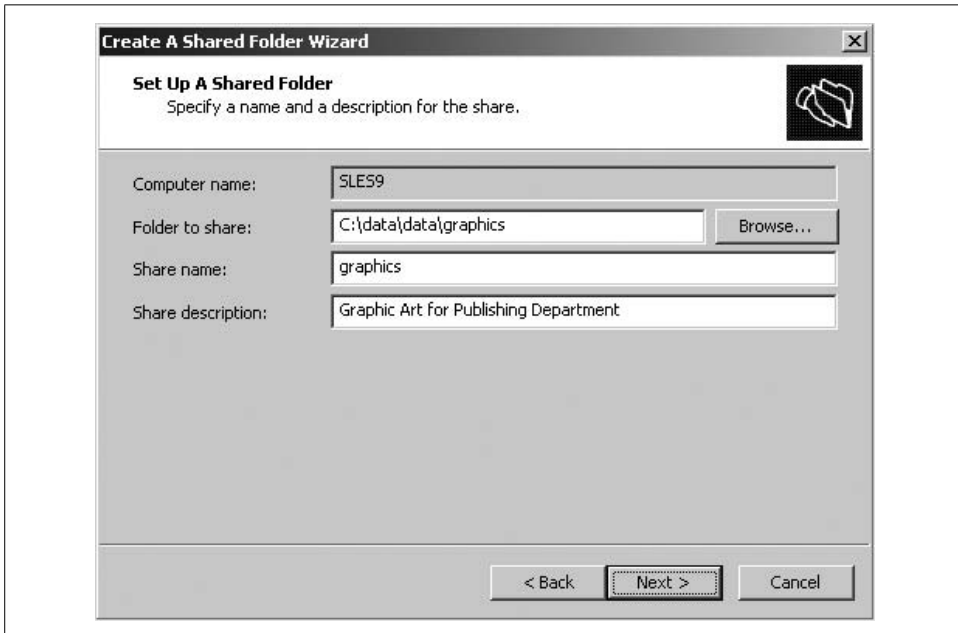 Create A Shared Folder Wizard
Set Up A Shared Folder
Specify a name and a description for the share.
Computer name: SLES9
Folder to share: C:\data\data\graphics Browse...
Share name: graphics
Share description: Graphic Art for Publishing Department
< Back Next > Cancel